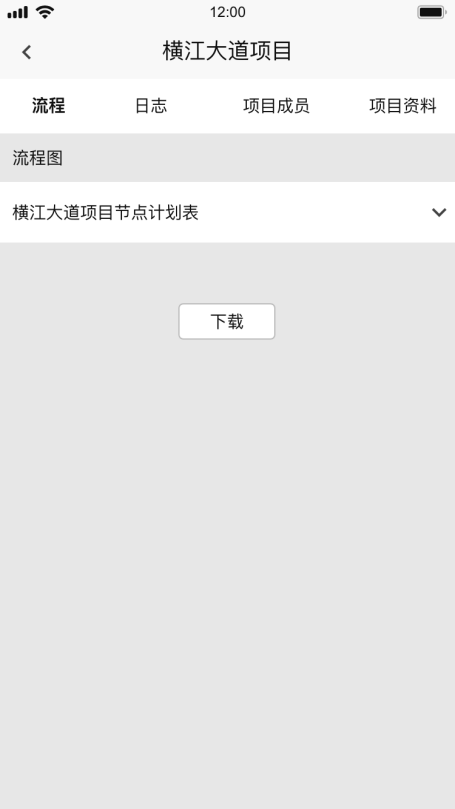 12:00
横江大道项目
流程 日志 项目成员 项目资料
流程图
横江大道项目节点计划表
下载